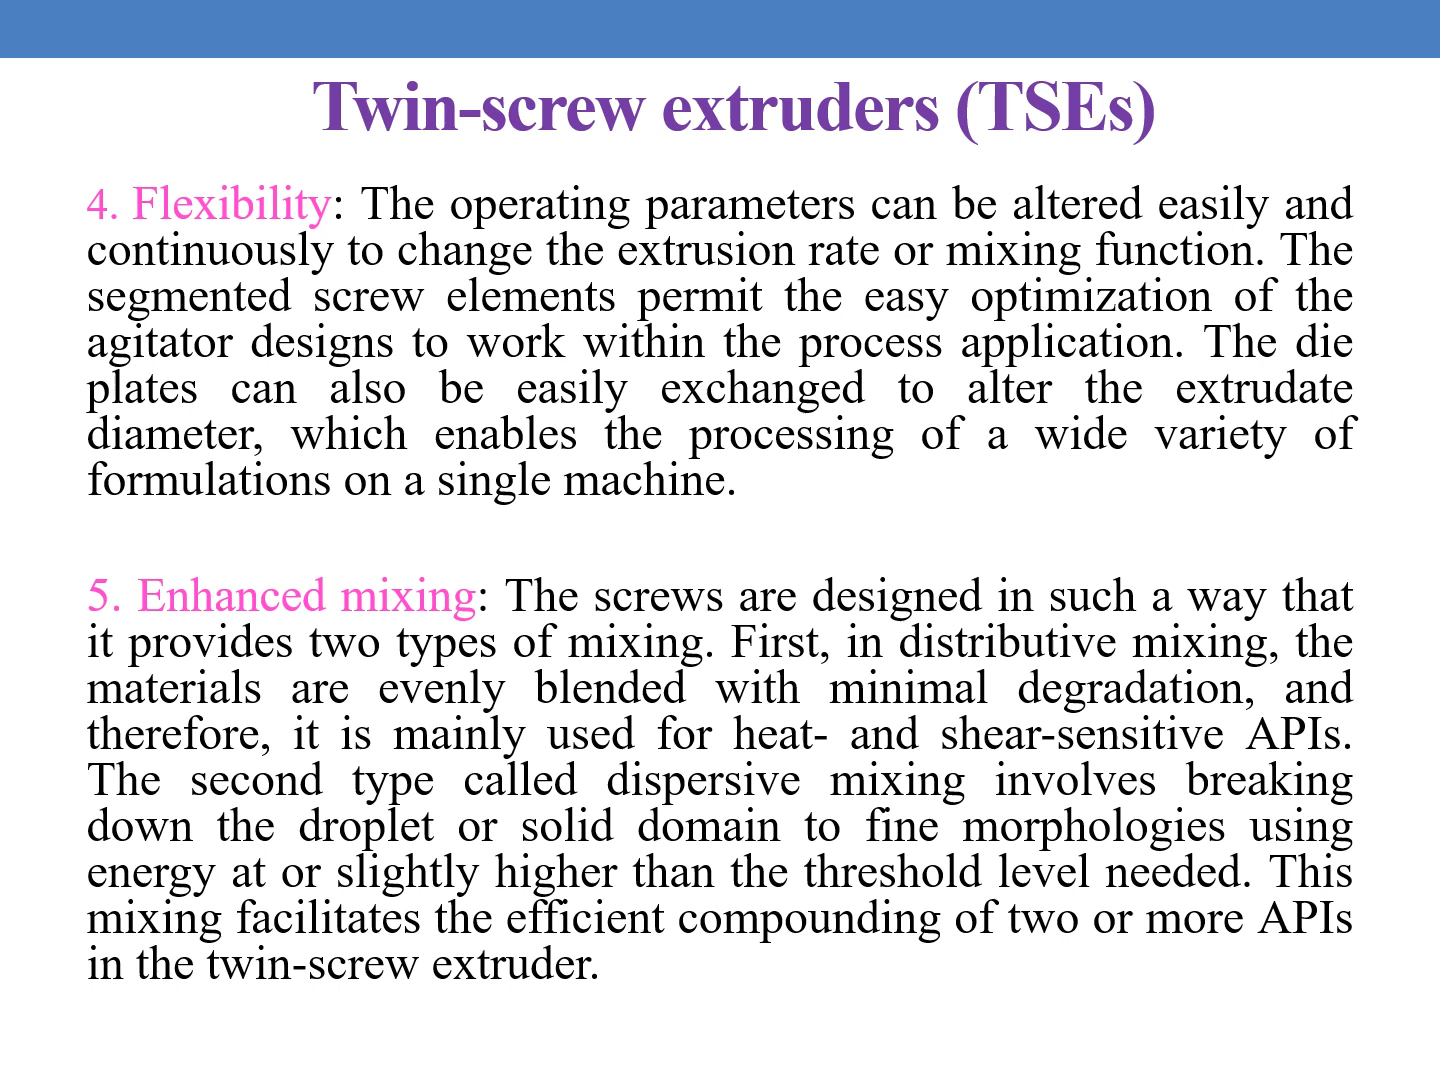 Twin-screw extruders (TSEs)
4. Flexibility: The operating parameters can be altered easily and
continuously to change the extrusion rate or mixing function. The
segmented screw elements permit the easy optimization of the
agitator designs to work within the process application. The die
plates can also be easily exchanged to alter the extrudate
diameter, which enables the processing of a wide variety of
formulations on a single machine.
5. Enhanced mixing: The screws are designed in such a way that
it provides two types of mixing. First, in distributive mixing, the
materials are evenly blended with minimal degradation, and
therefore, it is mainly used for heat- and shear-sensitive APIs.
The second type called dispersive mixing involves breaking
down the droplet or solid domain to fine morphologies using
energy at or slightly higher than the threshold level needed. This
mixing facilitates the efficient compounding of two or more APIs
in the twin-screw extruder.